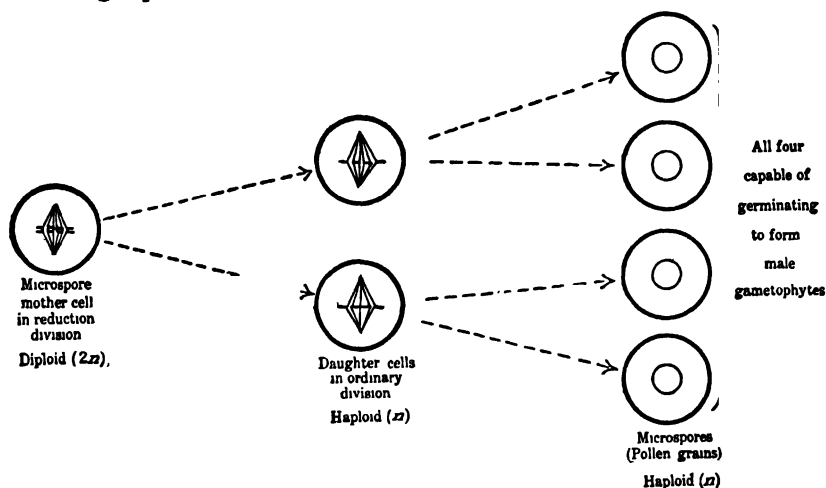 Microspore
mother cell
in reduction
division
Diploid (2n),
Daughter cells
in ordinary
division
Haploid (n)
All four
capable of
germinating
to form
male
gametophytes
Microspores
(Pollen grains)
Haploid (n)